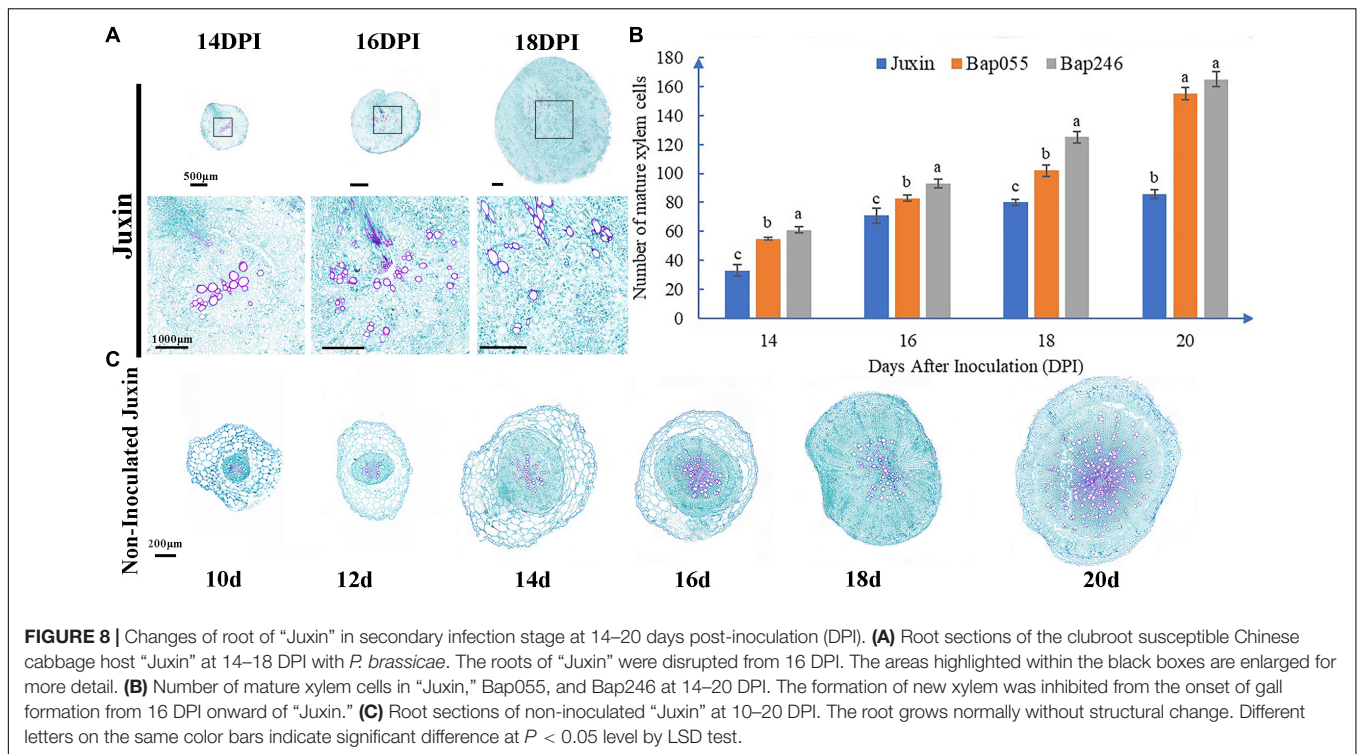 A
14DPI 16DPI 18DPI
Juxin
500µm
1000µm
B
Juxin Bap055 Bap246
Number of mature xylem cells
180
160
140
120
100
80
60
40
20
0
c b a
c b a
c b a
b a a
14 16 18 20
Days After Inoculation (DPI)
C
Non-Inoculated Juxin
200µm
10d 12d 14d 16d 18d 20d
FIGURE 8 | Changes of root of “Juxin” in secondary infection stage at 14–20 days post-inoculation (DPI). (A) Root sections of the clubroot susceptible Chinese
cabbage host “Juxin” at 14–18 DPI with P. brassicae. The roots of “Juxin” were disrupted from 16 DPI. The areas highlighted within the black boxes are enlarged for
more detail. (B) Number of mature xylem cells in “Juxin,” Bap055, and Bap246 at 14–20 DPI. The formation of new xylem was inhibited from the onset of gall
formation from 16 DPI onward of “Juxin.” (C) Root sections of non-inoculated “Juxin” at 10–20 DPI. The root grows normally without structural change. Different
letters on the same color bars indicate significant difference at P < 0.05 level by LSD test.